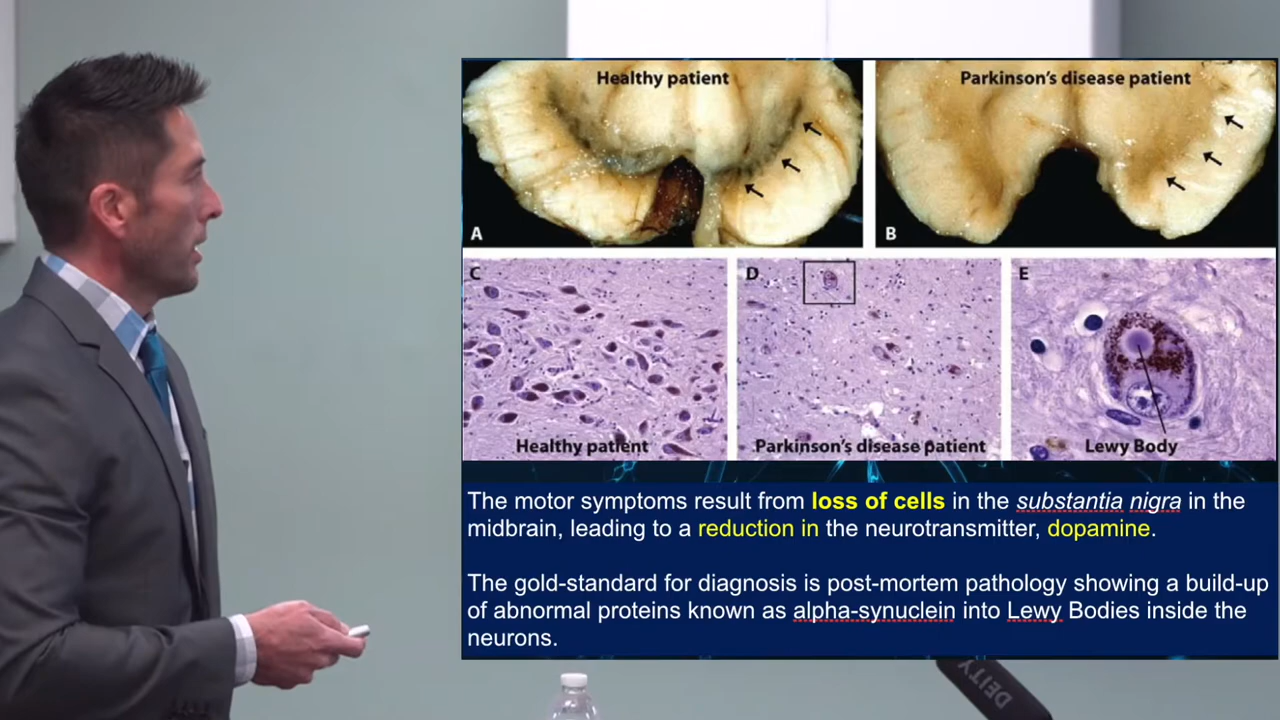 Healthy patient
Parkinson's disease patient
A
B
C
D
E
Healthy patient
Parkinson's disease patient
Lewy Body
The motor symptoms result from loss of cells in the substantia nigra in the
midbrain, leading to a reduction in the neurotransmitter, dopamine.
The gold-standard for diagnosis is post-mortem pathology showing a build-up
of abnormal proteins known as alpha-synuclein into Lewy Bodies inside the
neurons.
DEITY